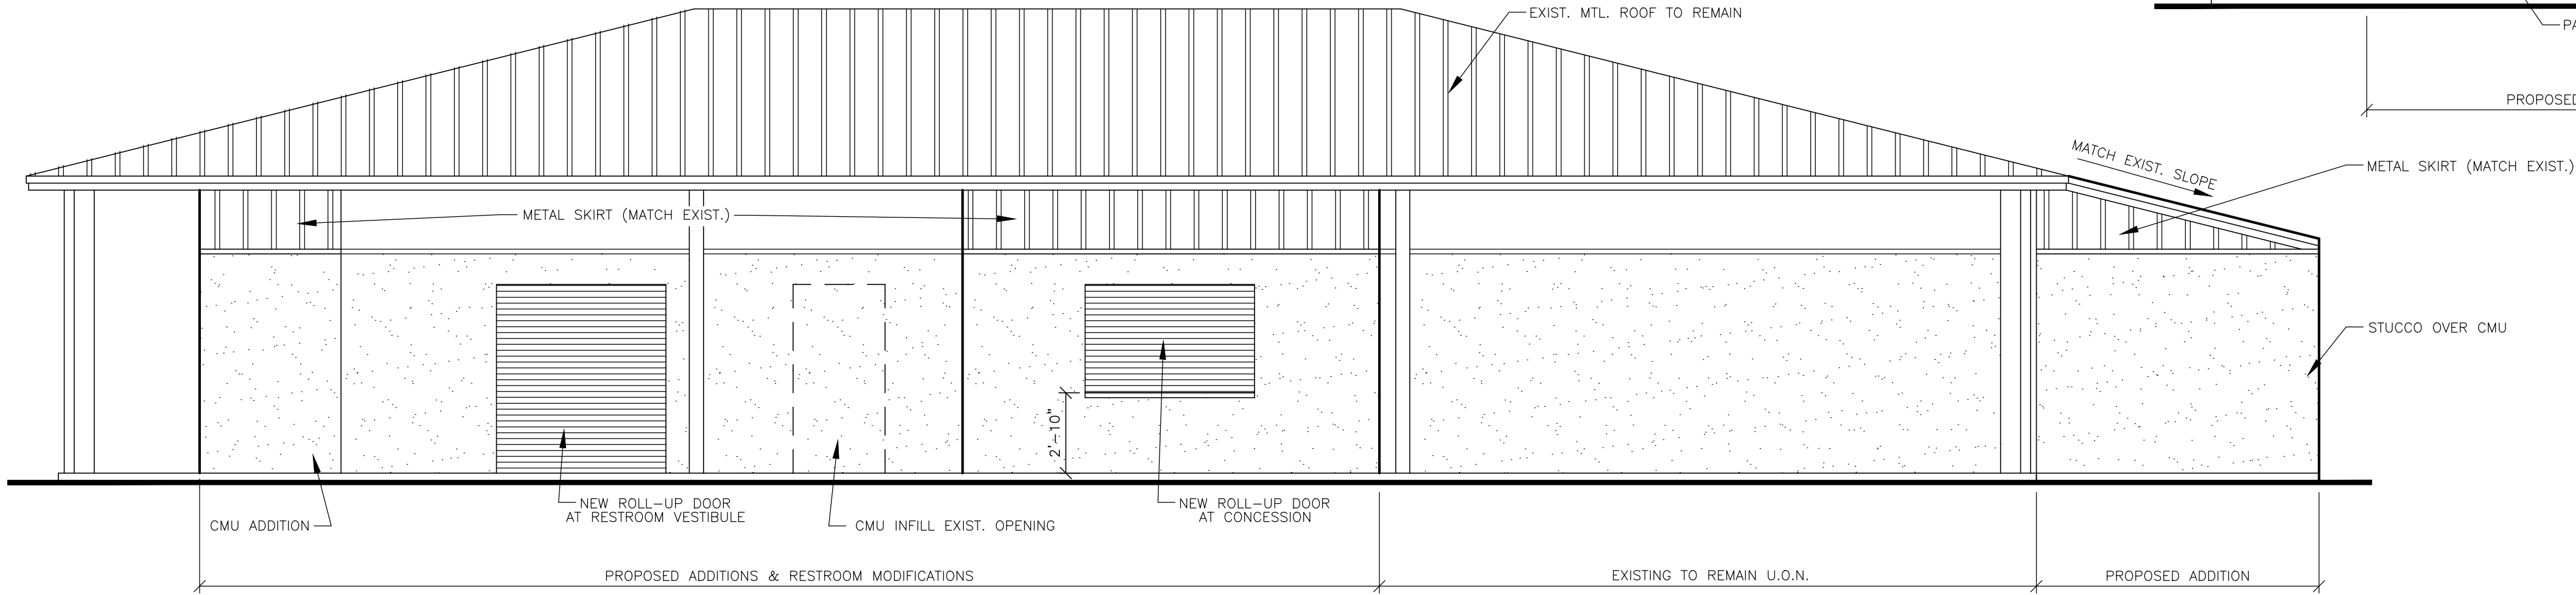 EXIST. MTL. ROOF TO REMAIN
PROPOSED
MATCH EXIST. SLOPE
METAL SKIRT (MATCH EXIST.)
METAL SKIRT (MATCH EXIST.)
STUCCO OVER CMU
2'-10"
NEW ROLL-UP DOOR
AT RESTROOM VESTIBULE
NEW ROLL-UP DOOR
AT CONCESSION
CMU ADDITION
CMU INFILL EXIST. OPENING
PROPOSED ADDITIONS & RESTROOM MODIFICATIONS
EXISTING TO REMAIN U.O.N.
PROPOSED ADDITION